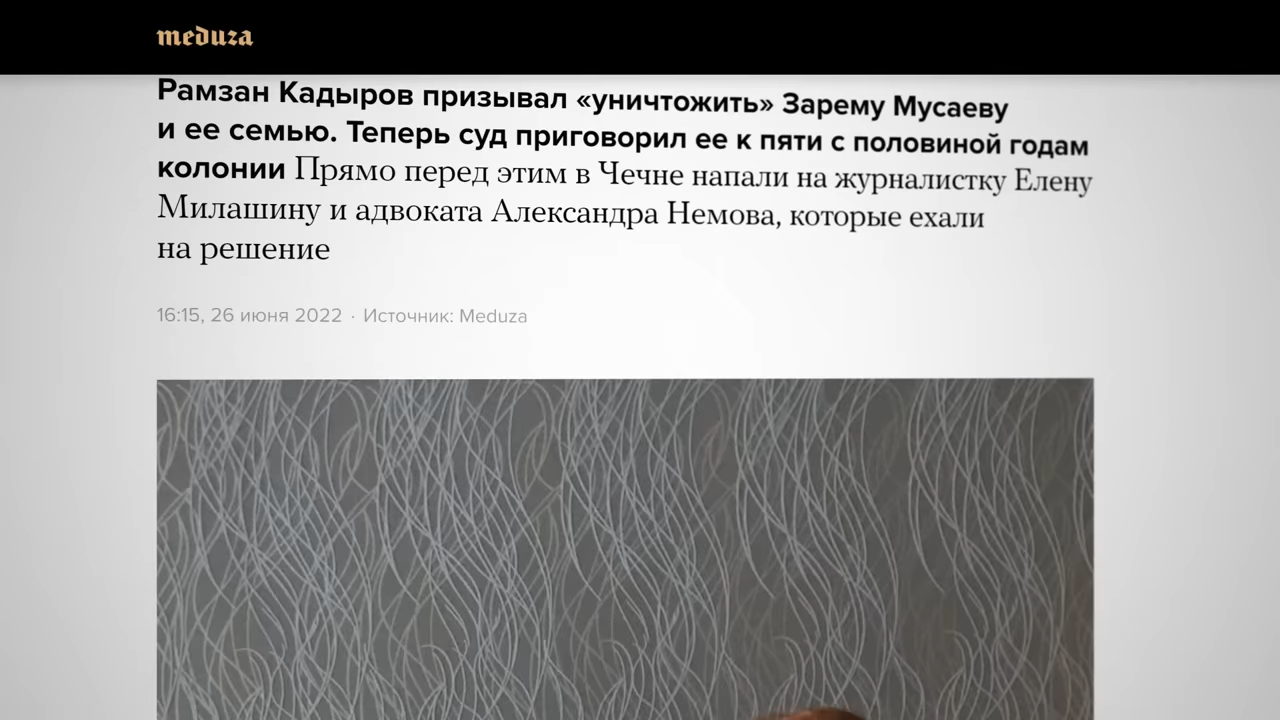 meduza
Рамзан Кадыров призывал «уничтожить» Зарему Мусаеву
и ее семью. Теперь суд приговорил ее к пяти с половиной годам
колонии Прямо перед этим в Чечне напали на журналистку Елену
Милашину и адвоката Александра Немова, которые ехали
на решение
16:15, 26 июня 2022 · Источник: Meduza